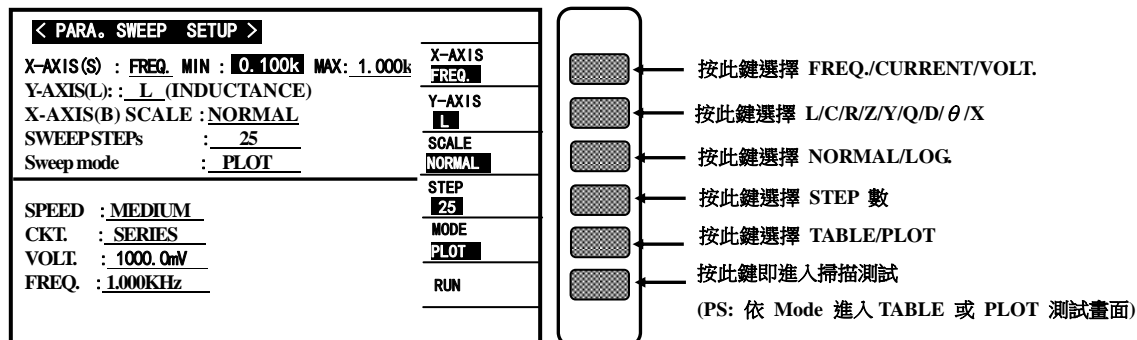 < PARA。 SWEEP SETUP >
X-AXIS(S) : FREQ. MIN : 0.100k MAX: 1.000k
Y-AXIS(L): : L (INDUCTANCE)
X-AXIS(B) SCALE : NORMAL
SWEEP STEPs : 25
Sweep mode : PLOT
SPEED : MEDIUM
CKT. : SERIES
VOLT. : 1000.0mV
FREQ. : 1.000KHz
X-AXIS
FREQ.
Y-AXIS
L
SCALE
NORMAL
STEP
25
MODE
PLOT
RUN
按此鍵選擇 FREQ./CURRENT/VOLT.
按此鍵選擇 L/C/R/Z/Y/Q/D/θ/X
按此鍵選擇 NORMAL/LOG.
按此鍵選擇 STEP 數
按此鍵選擇 TABLE/PLOT
按此鍵即進入掃描測試
(PS: 依 Mode 進入 TABLE 或 PLOT 測試畫面)